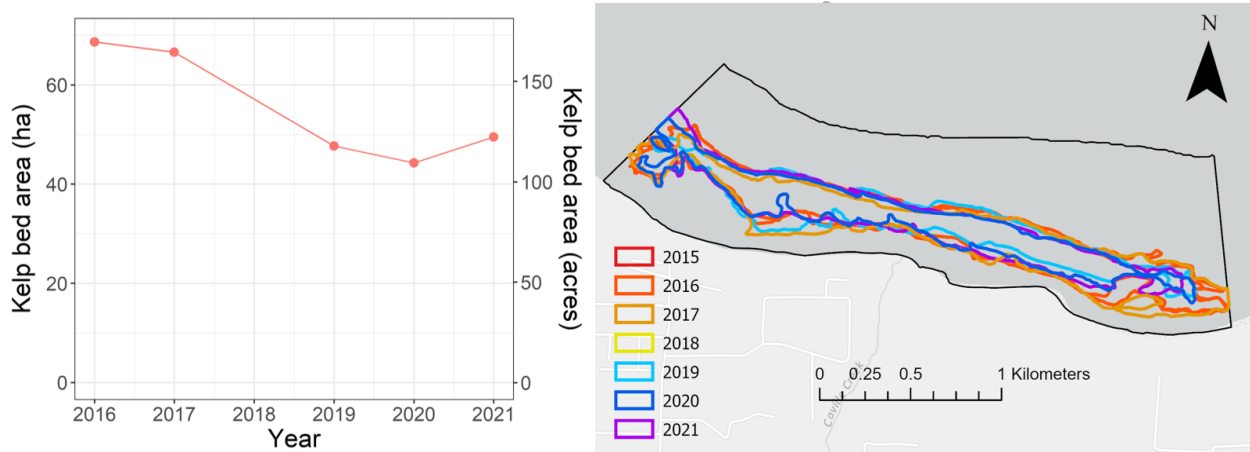 Kelp bed area (ha)
60
40
20
0
2016 2017 2018 2019 2020 2021
Year
150
100
50
0
Kelp bed area (acres)
N
2015
2016
2017
2018
2019
2020
2021
0 0.25 0.5 1 Kilometers
Coville Creek